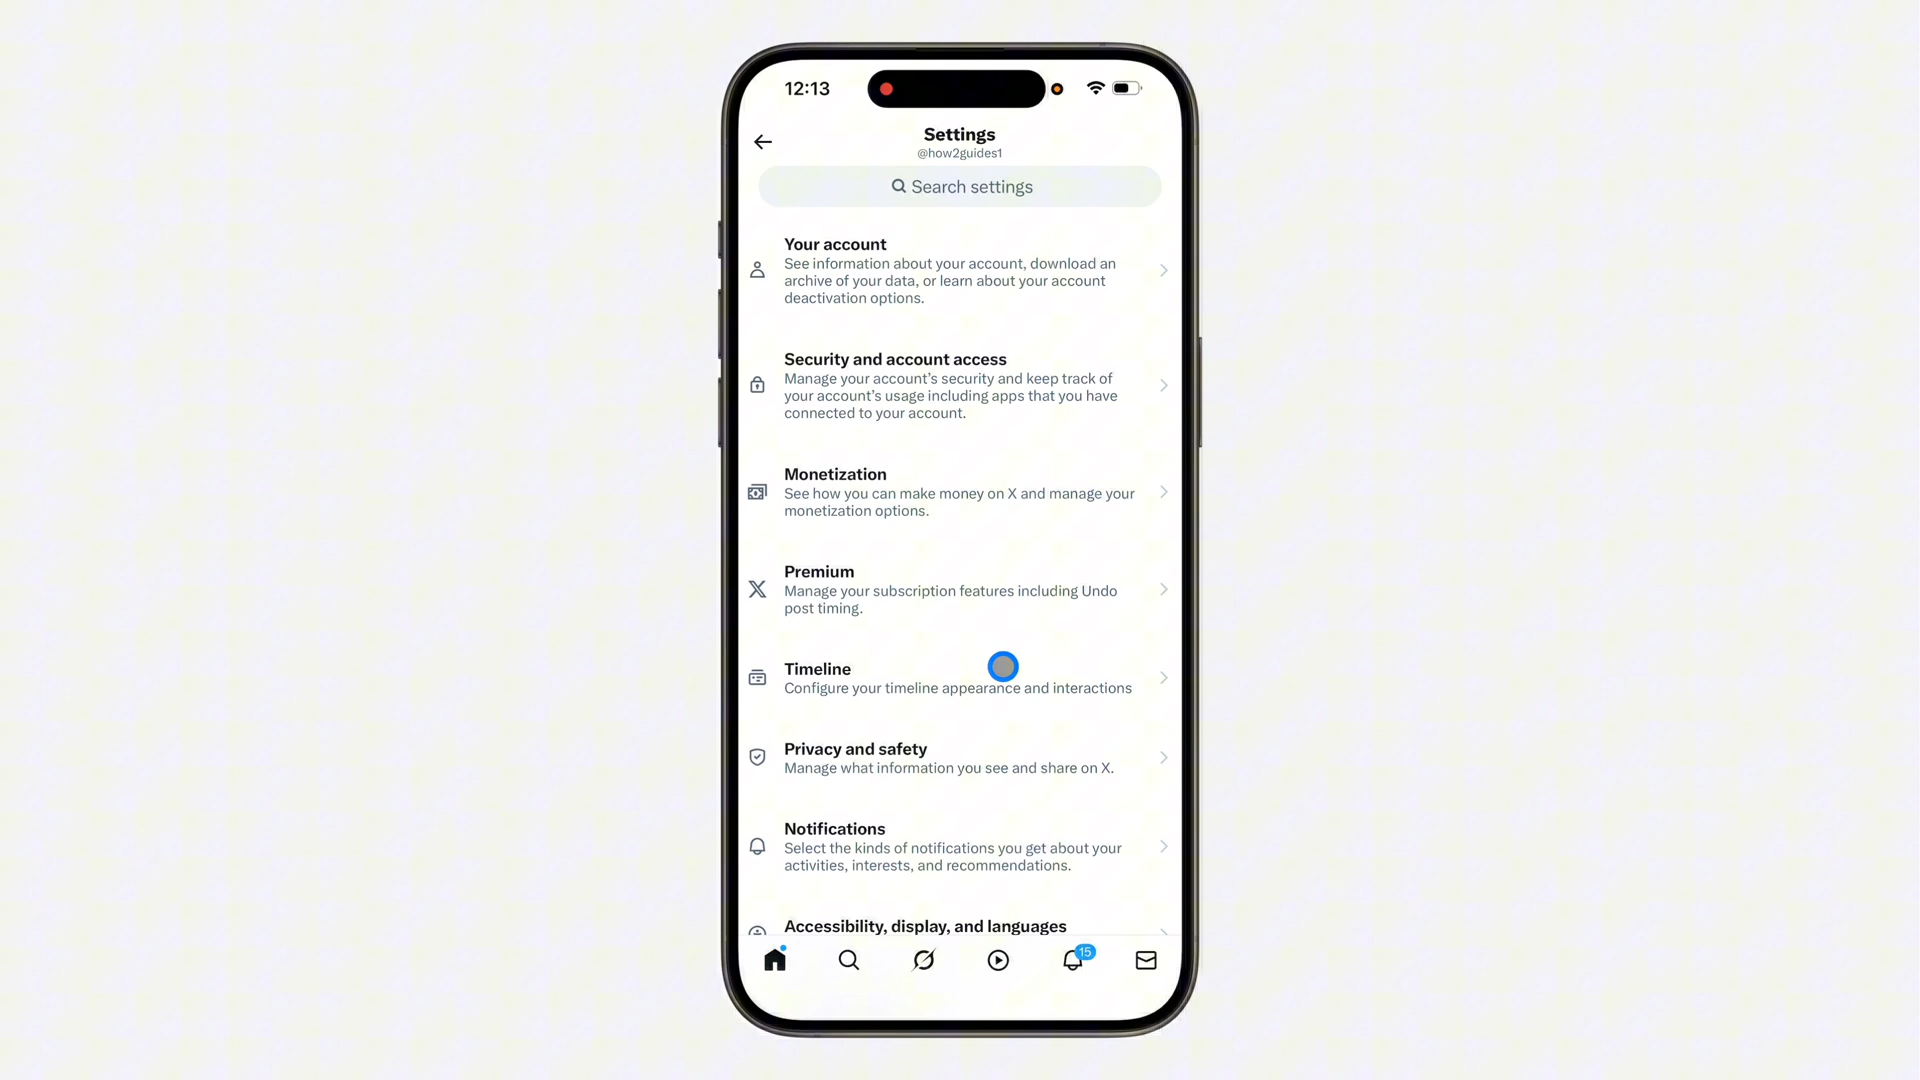 12:13
Settings
@how2guides1
Search settings
Your account
See information about your account, download an
archive of your data, or learn about your account
deactivation options.
Security and account access
Manage your account's security and keep track of
your account's usage including apps that you have
connected to your account.
Monetization
See how you can make money on X and manage your
monetization options.
Premium
Manage your subscription features including Undo
post timing.
Timeline
Configure your timeline appearance and interactions
Privacy and safety
Manage what information you see and share on X.
Notifications
Select the kinds of notifications you get about your
activities, interests, and recommendations.
Accessibility, display, and languages
15